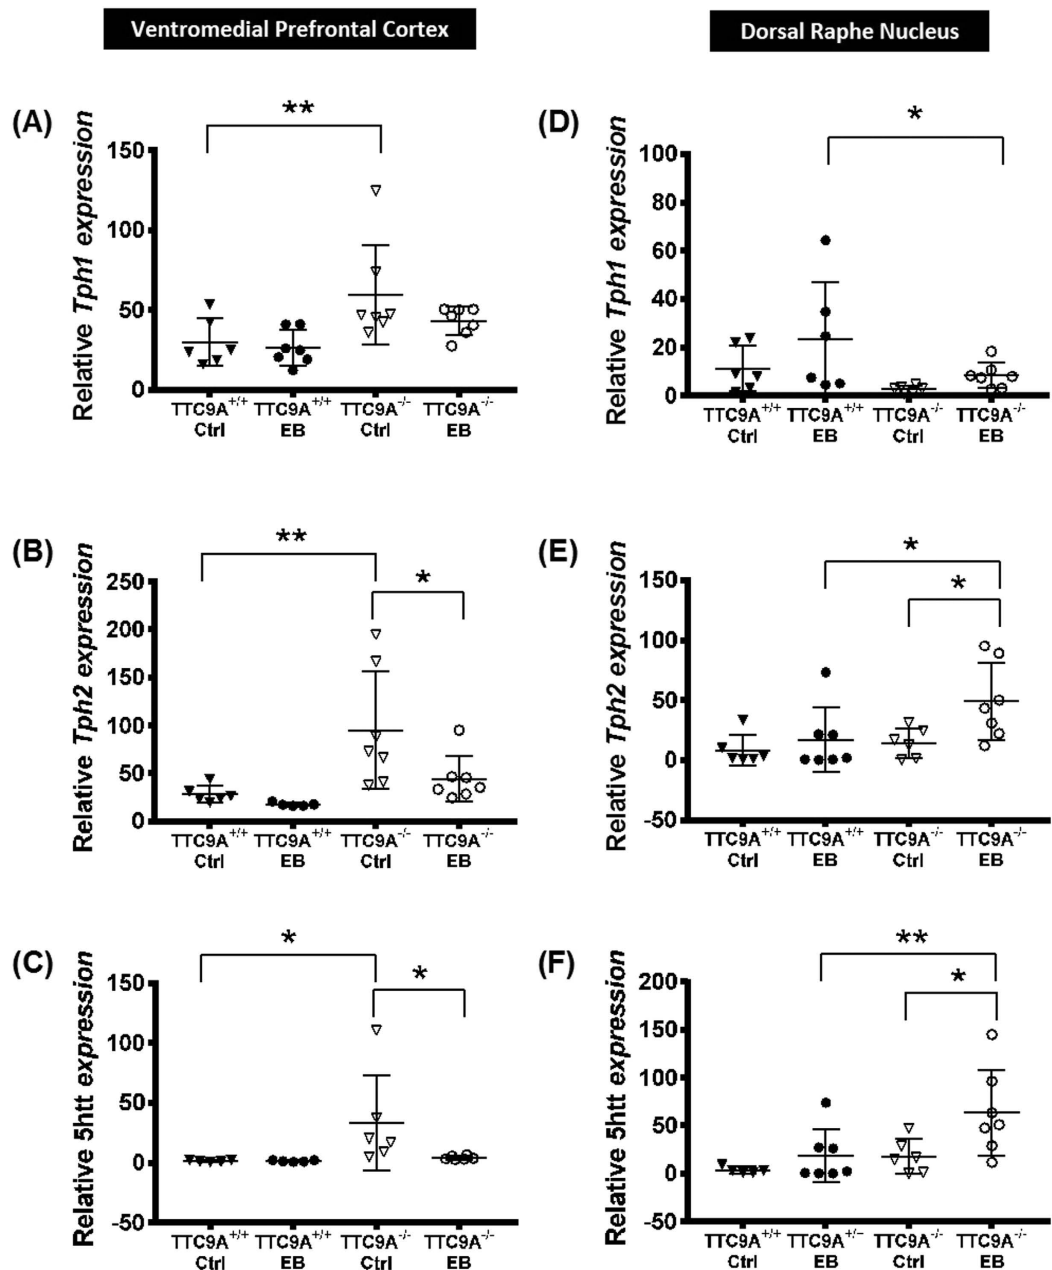 Ventromedial Prefrontal Cortex
Dorsal Raphe Nucleus
(A)
Relative Tph1 expression
**
150
100
50
0
TTC9A+/+ TTC9A+/+ TTC9A-/- TTC9A-/-
Ctrl EB Ctrl EB
(D)
Relative Tph1 expression
*
100
80
60
40
20
0
TTC9A+/+ TTC9A+/+ TTC9A-/- TTC9A-/-
Ctrl EB Ctrl EB
(B)
Relative Tph2 expression
**
*
250
200
150
100
50
0
TTC9A+/+ TTC9A+/+ TTC9A-/- TTC9A-/-
Ctrl EB Ctrl EB
(E)
Relative Tph2 expression
*
*
150
100
50
0
-50
TTC9A+/+ TTC9A+/+ TTC9A-/- TTC9A-/-
Ctrl EB Ctrl EB
(C)
Relative 5htt expression
*
*
150
100
50
0
-50
TTC9A+/+ TTC9A+/+ TTC9A-/- TTC9A-/-
Ctrl EB Ctrl EB
(F)
Relative 5htt expression
**
*
200
150
100
50
0
-50
TTC9A+/+ TTC9A+/− TTC9A-/- TTC9A-/-
Ctrl EB Ctrl EB